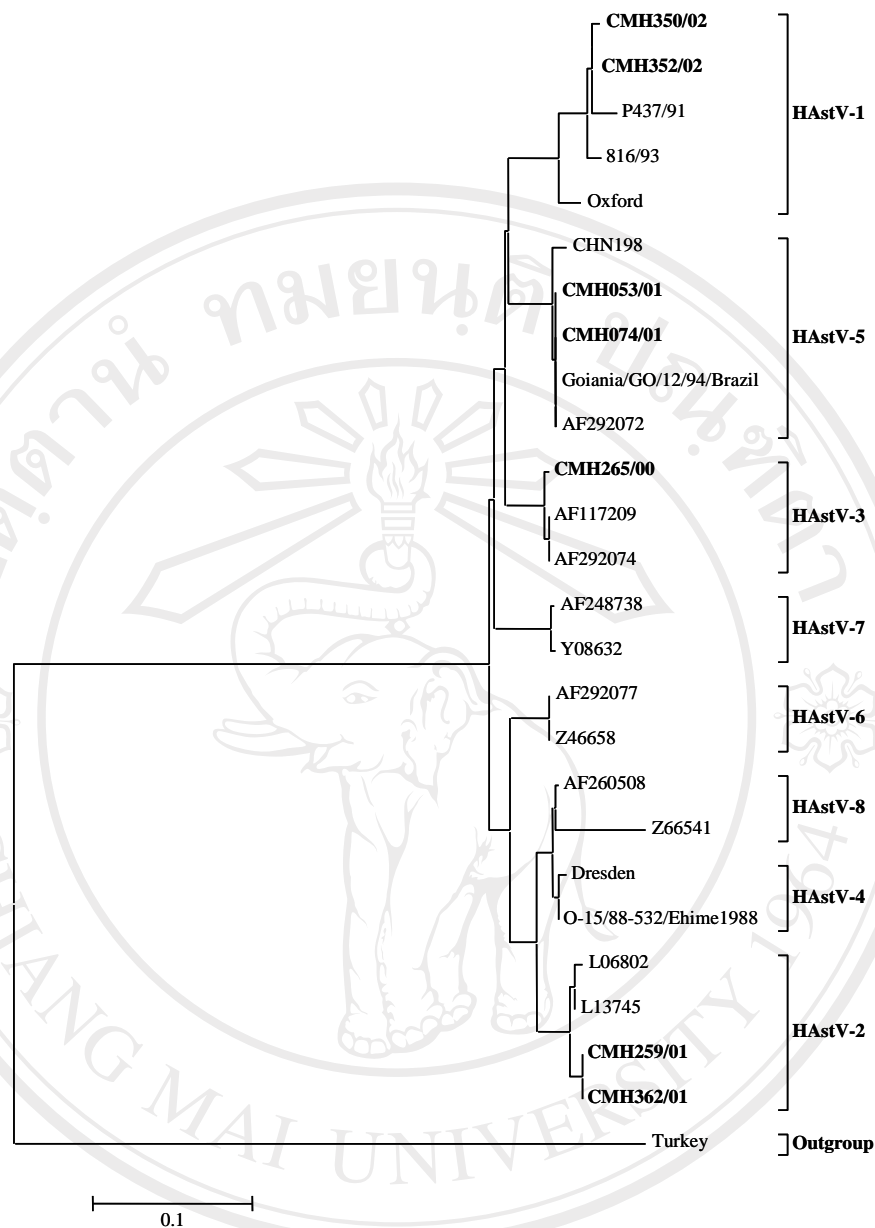 CMH350/02
CMH352/02
P437/91
816/93
Oxford
HAstV-1
CHN198
CMH053/01
CMH074/01
Goiania/GO/12/94/Brazil
AF292072
HAstV-5
CMH265/00
AF117209
AF292074
HAstV-3
AF248738
Y08632
HAstV-7
AF292077
Z46658
HAstV-6
AF260508
Z66541
HAstV-8
Dresden
O-15/88-532/Ehime1988
HAstV-4
L06802
L13745
CMH259/01
CMH362/01
HAstV-2
Turkey
Outgroup
0.1
MAI UNIVERSITY 1964